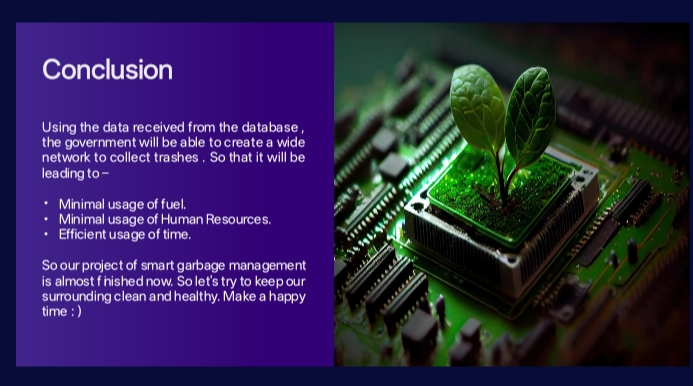 Conclusion
Using the data received from the database ,
the government will be able to create a wide
network to collect trashes . So that it will be
leading to –
• Minimal usage of fuel.
• Minimal usage of Human Resources.
• Efficient usage of time.
So our project of smart garbage management
is almost f hished now. So let's try to keep our
surrounding clean and healthy. Make a happy
time : )